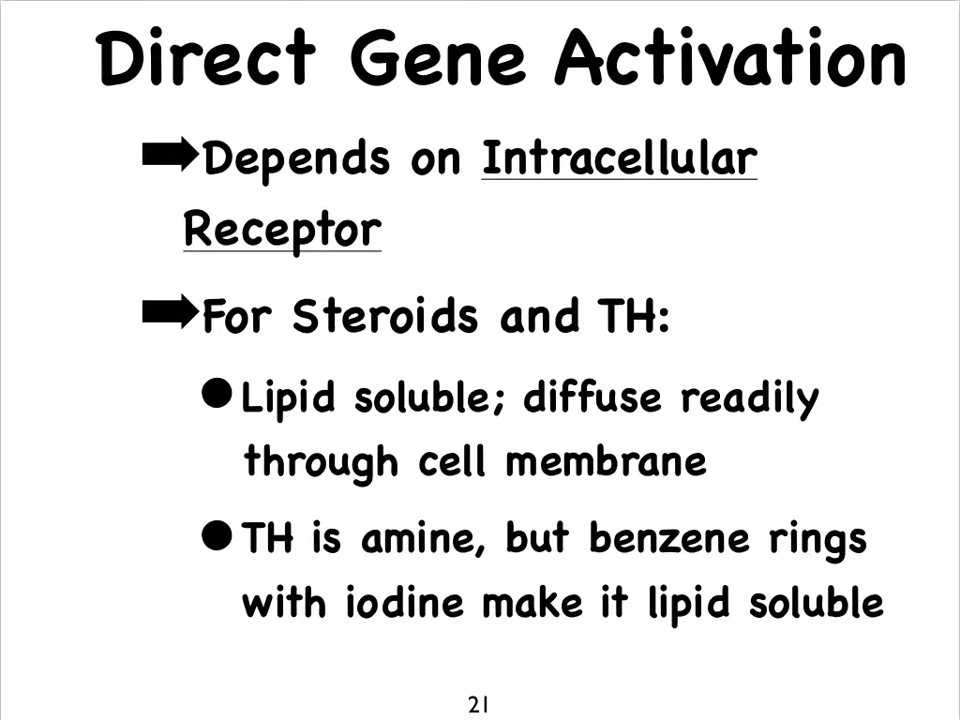 Direct Gene Activation
➡Depends on Intracellular
Receptor
➡For Steroids and TH:
●Lipid soluble; diffuse readily
through cell membrane
●TH is amine, but benzene rings
with iodine make it lipid soluble
21